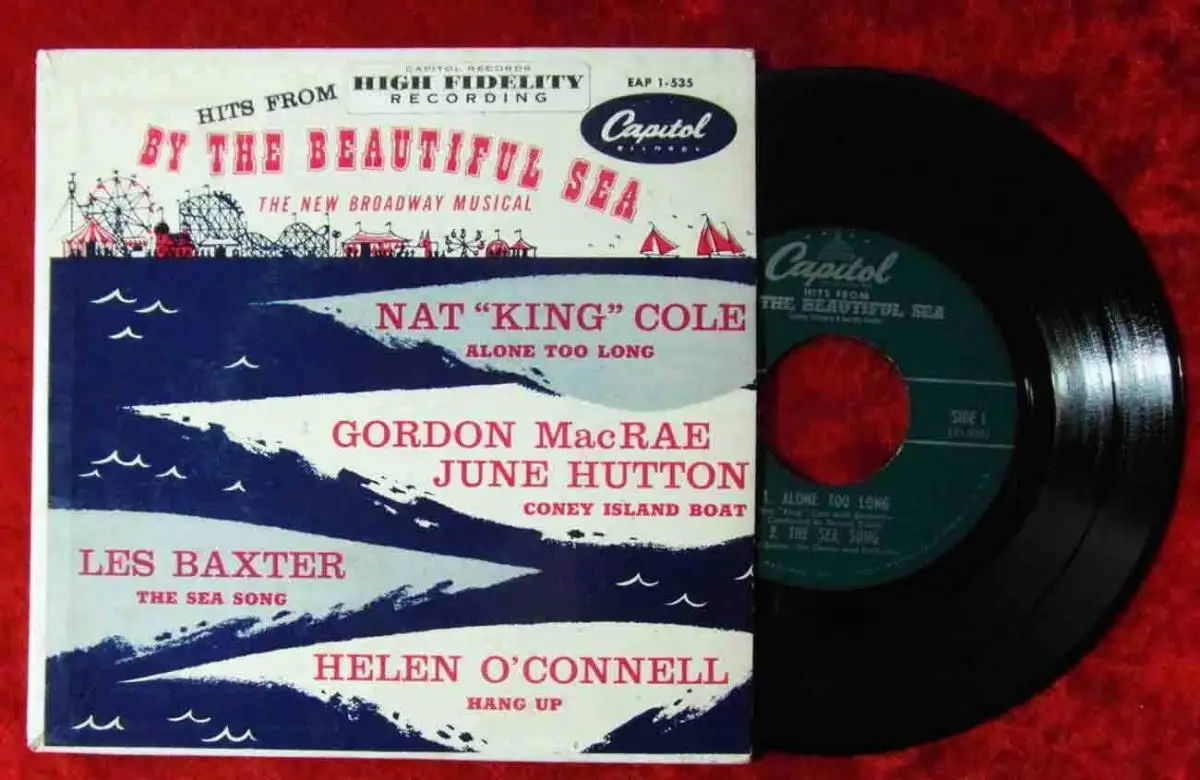 CAPITOL RECORDS
HIGH FIDELITY
RECORDING
EAP 1-535
HITS FROM
Capitol
RECORDS
BY THE BEAUTIFUL SEA
THE NEW BROADWAY MUSICAL
NAT "KING" COLE
ALONE TOO LONG
GORDON MacRAE
JUNE HUTTON
CONEY ISLAND BOAT
LES BAXTER
THE SEA SONG
HELEN O'CONNELL
HANG UP
Capitol
HITS FROM
THE BEAUTIFUL SEA
SIDE 1
1. ALONE TOO LONG
2. THE SEA SONG